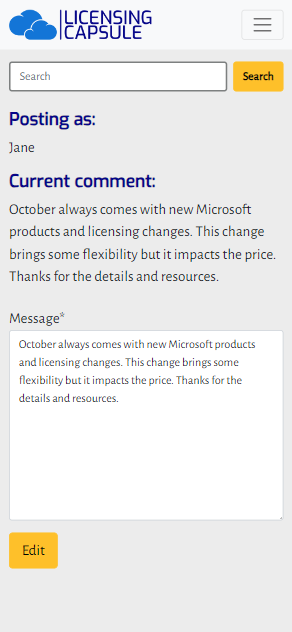 LICENSING
CAPSULE
Search
Search
Posting as:
Jane
Current comment:
October always comes with new Microsoft
products and licensing changes. This change
brings some flexibility but it impacts the price.
Thanks for the details and resources.
Message*
October always comes with new Microsoft products
and licensing changes. This change brings some
flexibility but it impacts the price. Thanks for the
details and resources.
Edit